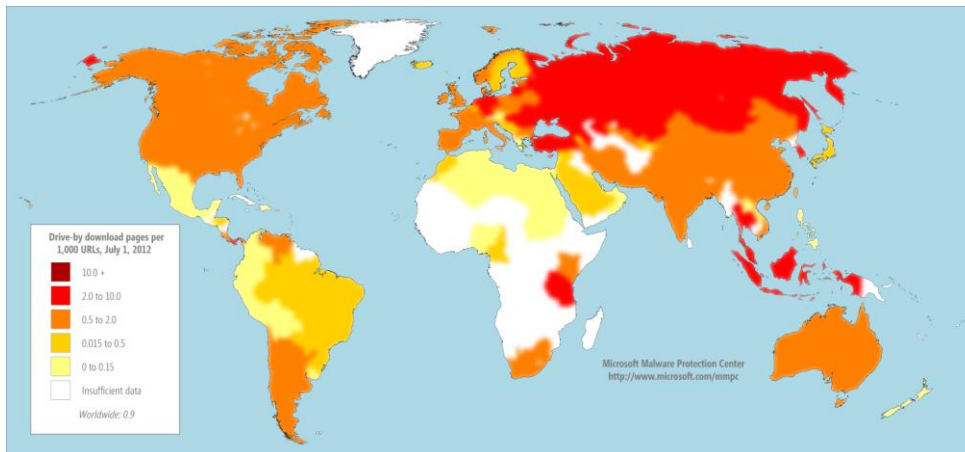 Drive-by download pages per
1,000 URLs, July 1, 2012
10.0 +
2.0 to 10.0
0.5 to 2.0
0.015 to 0.5
0 to 0.15
Insufficient data
Worldwide: 0.9
Microsoft Malware Protection Center
http://www.microsoft.com/mmpc